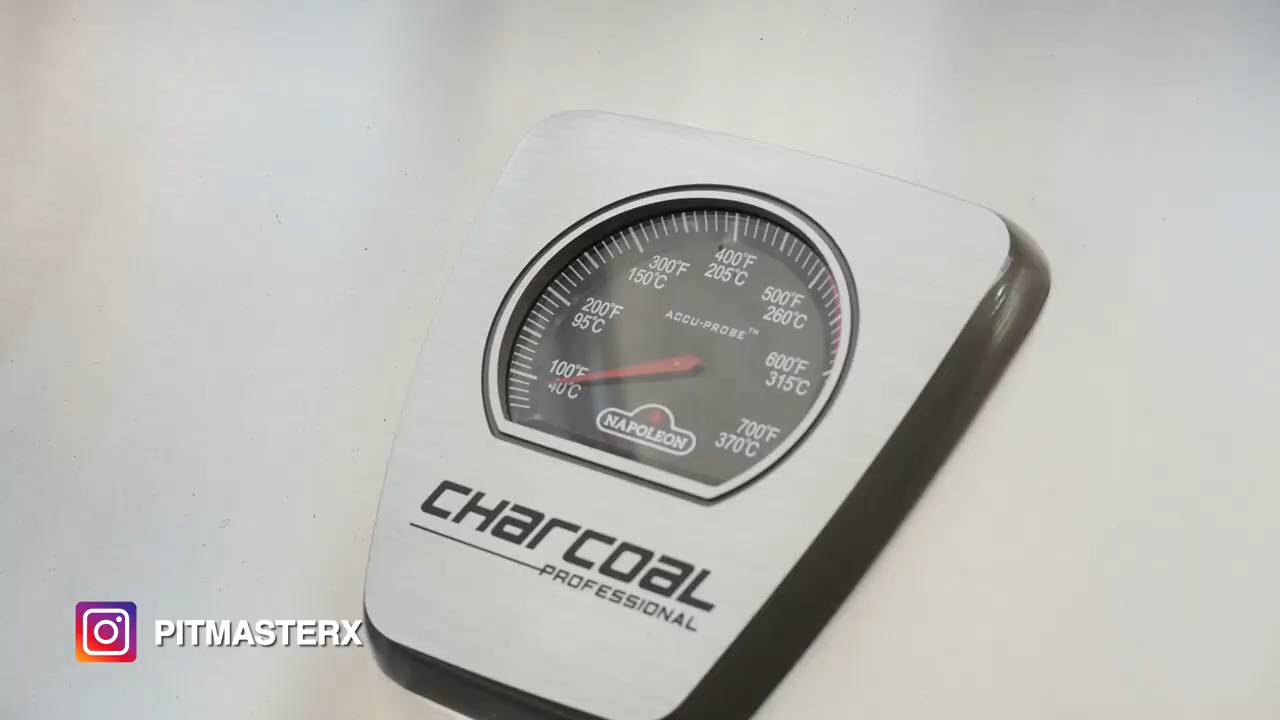 400°F
205°C
300°F
150°C
500°F
260°C
200°F
95°C
ACCU-PROBE™
600°F
315°C
100°F
40°C
NAPOLEON
700°F
370°C
CHARCOAL
PROFESSIONAL
PITMASTERX